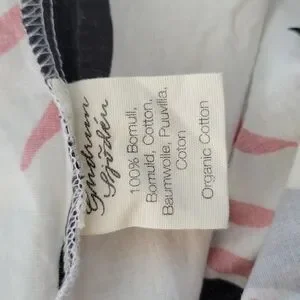 Gudrun
Sjödén
100% Bomull,
Bomuld, Cotton,
Baumwolle, Puuvilla,
Coton
Organic Cotton